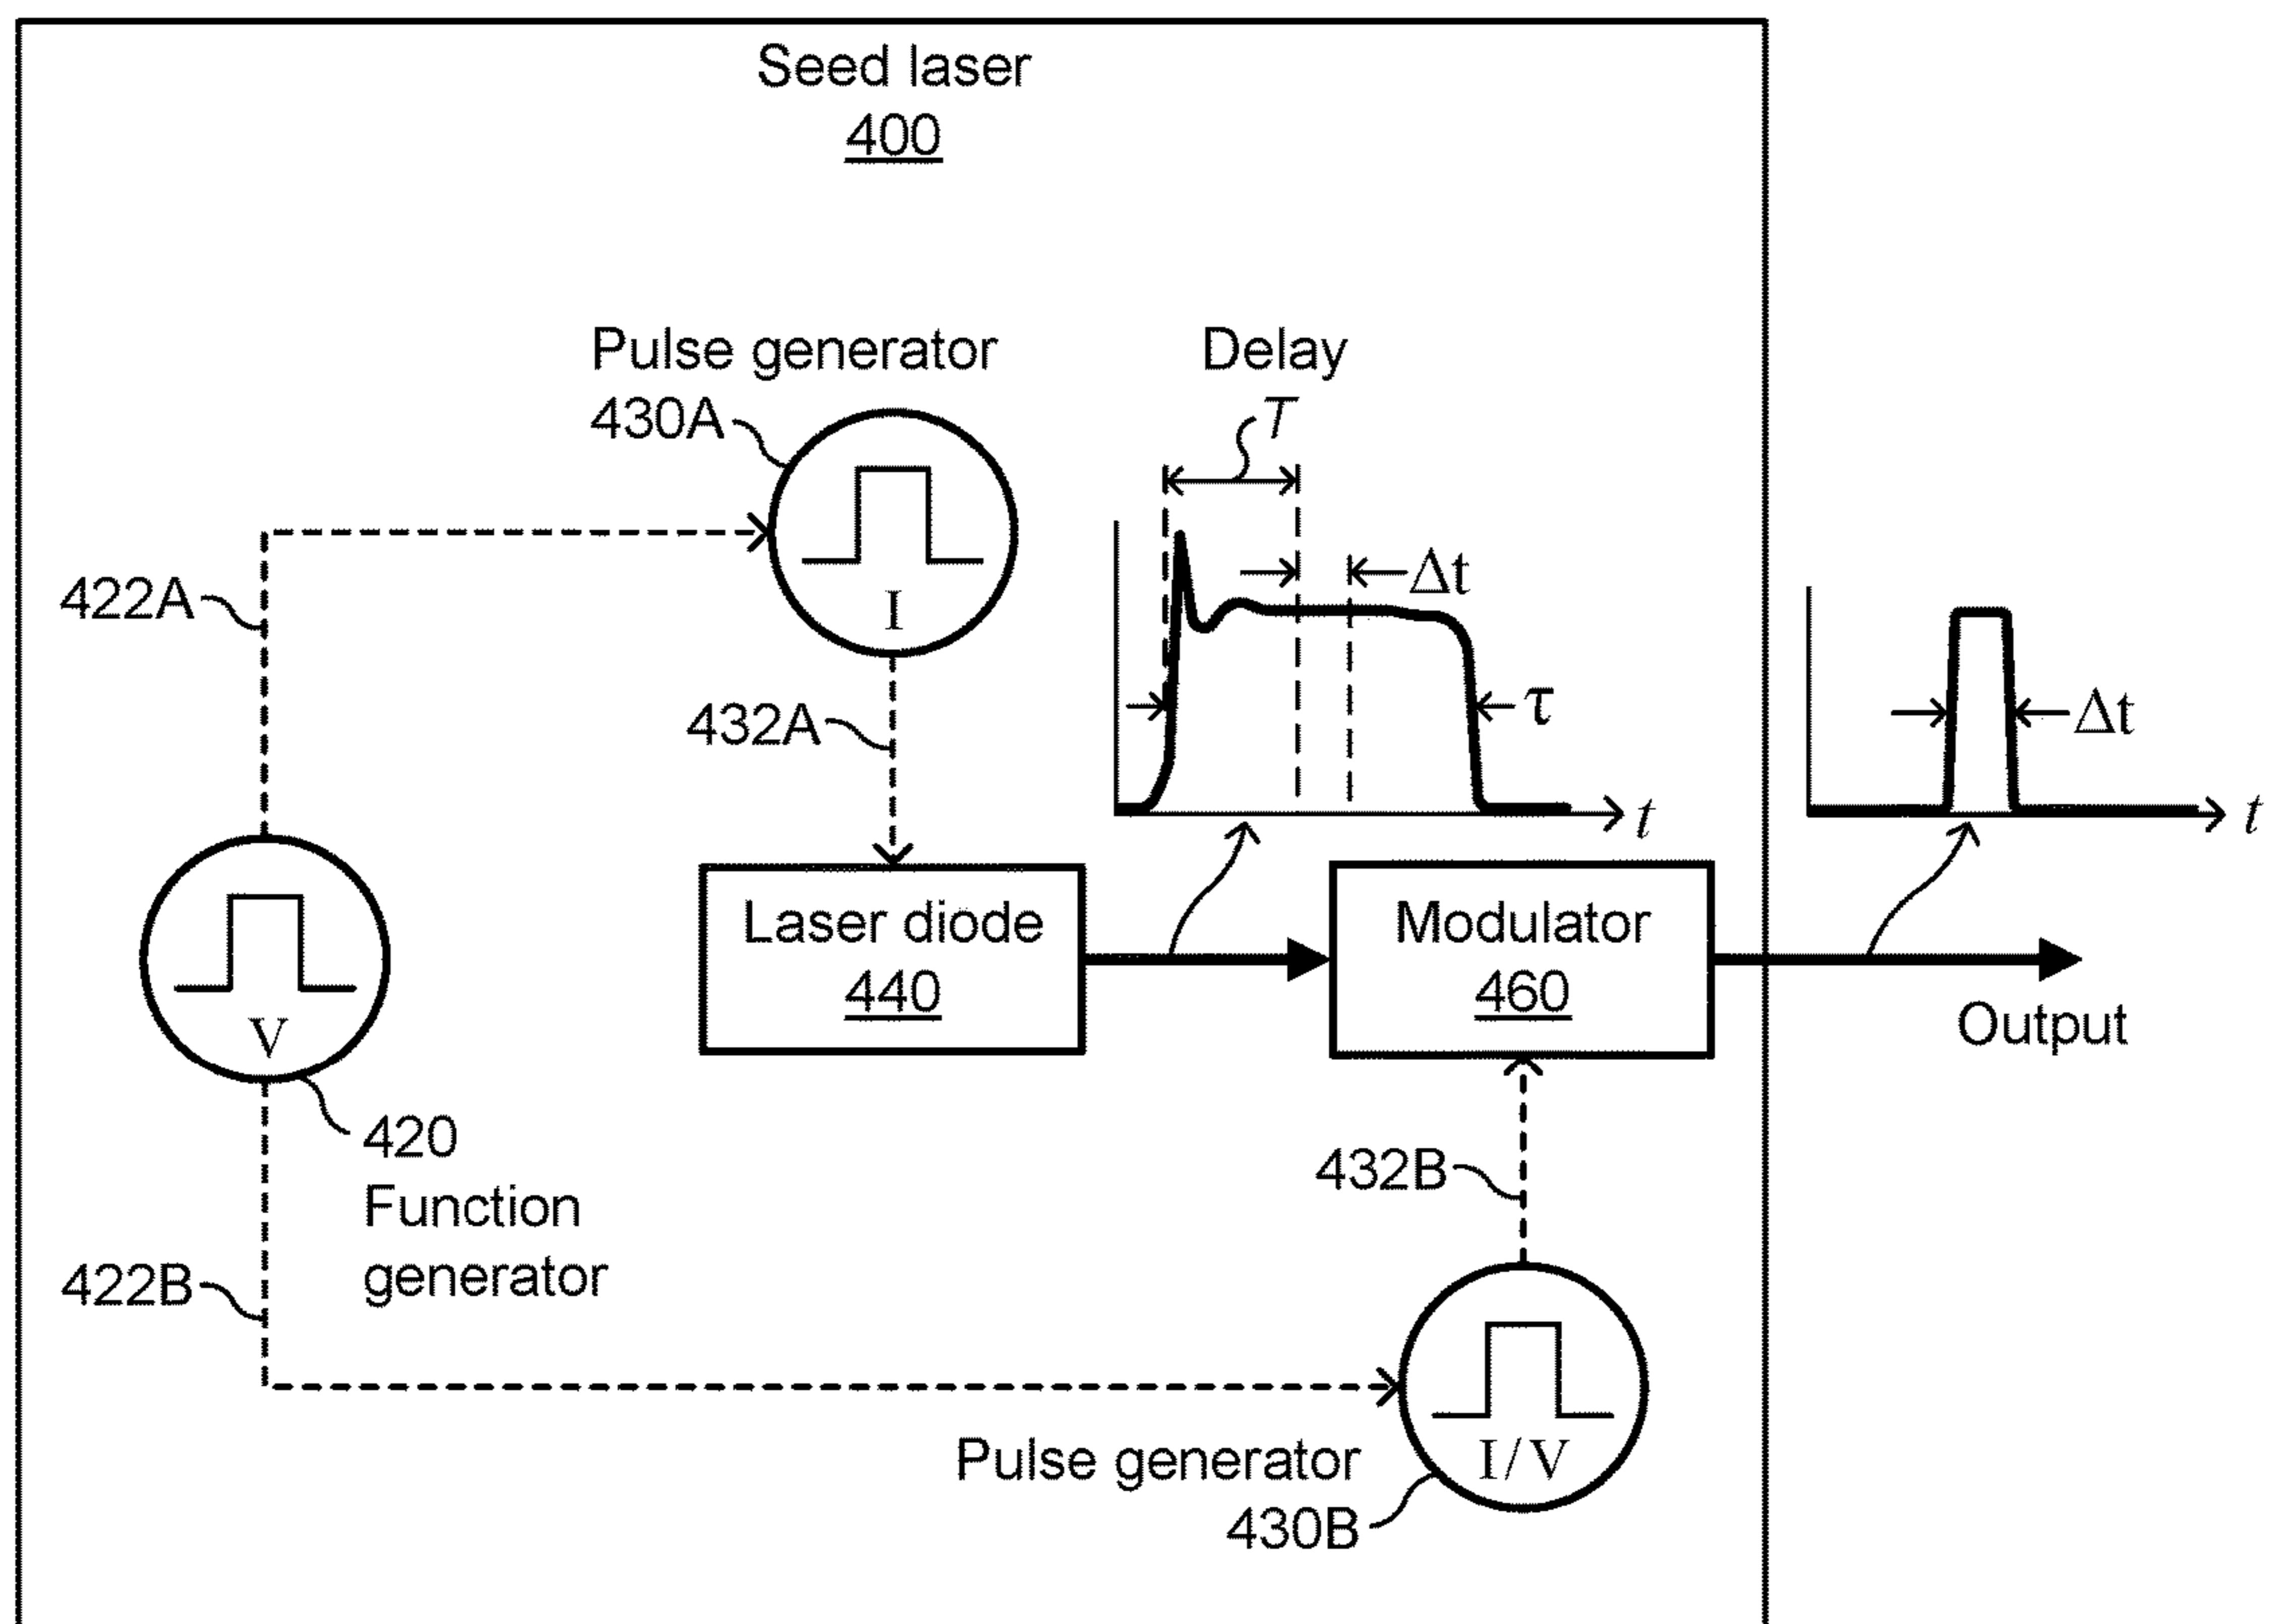 Seed laser
400
Pulse generator
430A
I
Delay
T
Δt
τ
t
Δt
t
422A
432A
Laser diode
440
Modulator
460
Output
V
420
Function
generator
422B
432B
Pulse generator
430B
I/V